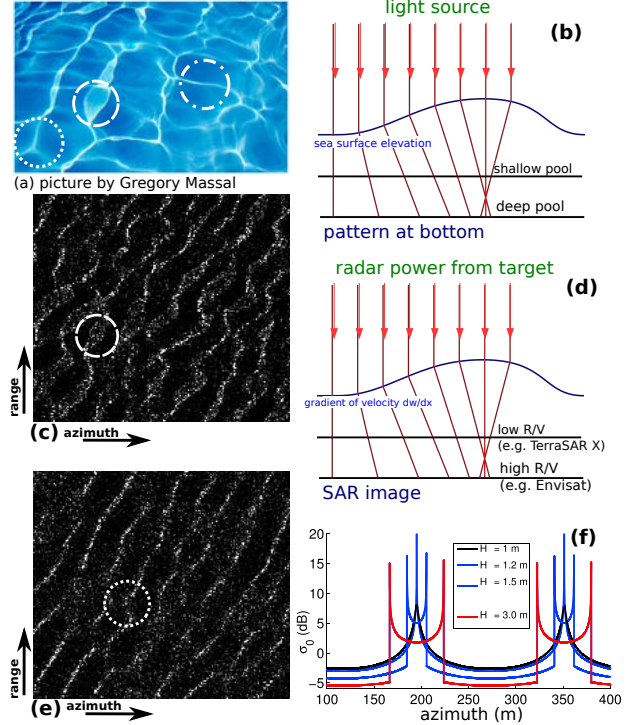 (a) picture by Gregory Massal
light source
(b)
sea surface elevation
shallow pool
deep pool
pattern at bottom
range
(c)
azimuth
radar power from target
(d)
gradient of velocity dw/dx
low R/V
(e.g. TerraSAR X)
high R/V
(e.g. Envisat)
SAR image
range
(e)
azimuth
(f)
H = 1 m
H = 1.2 m
H = 1.5 m
H = 3.0 m
σ0 (dB)
20
15
10
5
0
−5
100
150
200
250
300
350
400
azimuth (m)